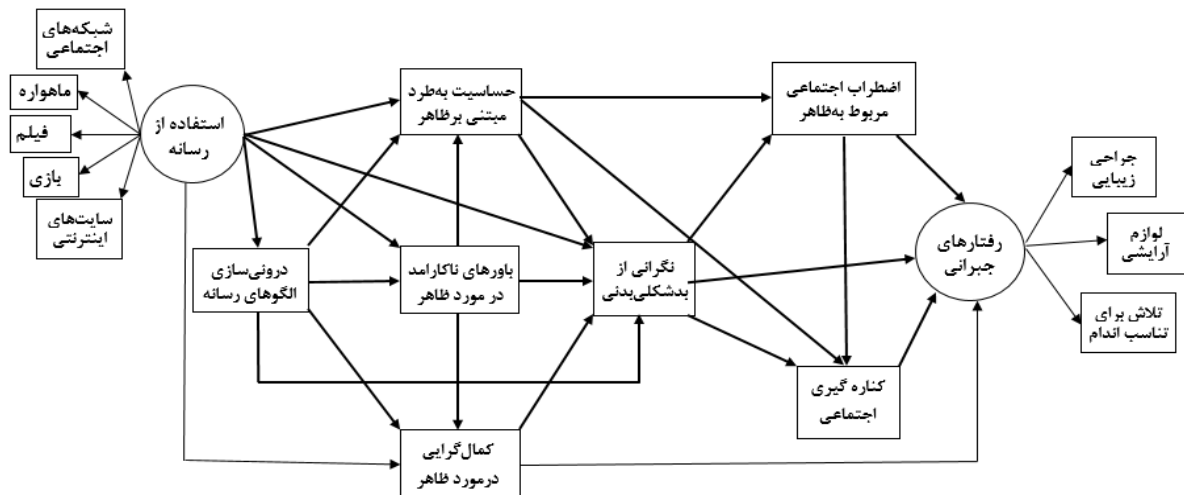 شبکه‌های
اجتماعی
ماهواره
فیلم
بازی
سایت‌های
اینترنتی
استفاده از
رسانه
حساسیت به‌طرد
مبتنی برظاهر
درونی‌سازی
الگوهای رسانه
باورهای ناکارامد
در مورد ظاهر
کمال‌گرایی
درمورد ظاهر
نگرانی از
بدشکلی‌بدنی
اضطراب اجتماعی
مربوط به‌ظاهر
کناره گیری
اجتماعی
رفتارهای
جبرانی
جراحی
زیبایی
لوازم
آرایشی
تلاش برای
تناسب اندام